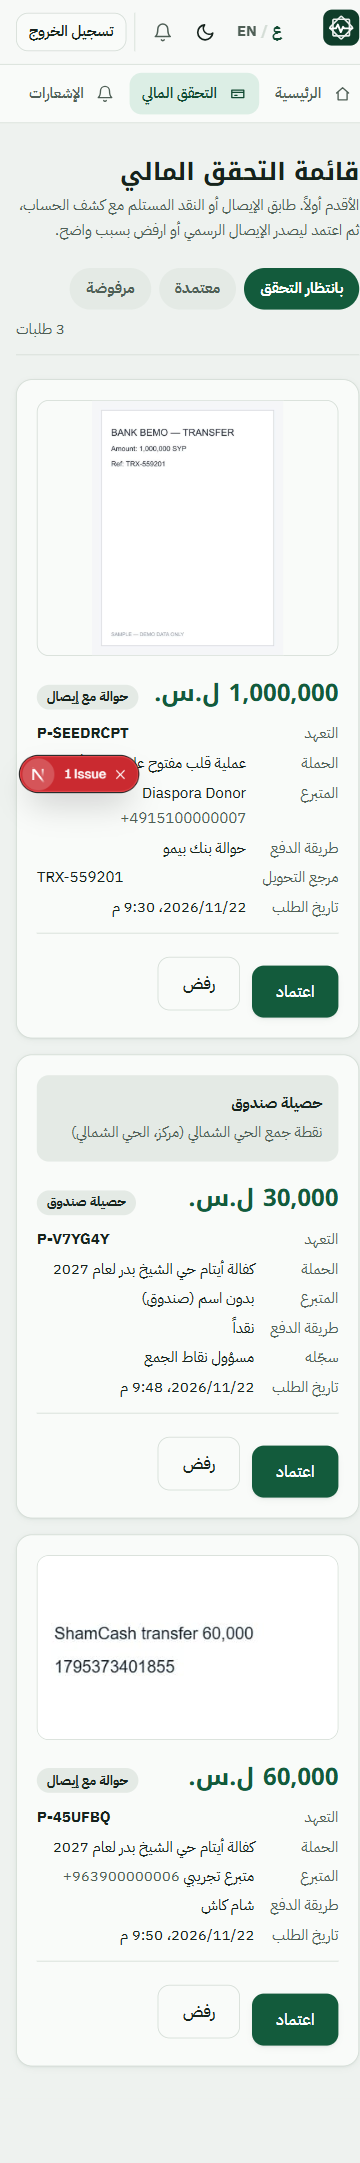 ع / EN
تسجيل الخروج
الرئيسية
التحقق المالي
الإشعارات
قائمة التحقق المالي
الأقدم أولاً. طابق الإيصال أو النقد المستلم مع كشف الحساب،
ثم اعتمد ليصدر الإيصال الرسمي أو ارفض بسبب واضح.
بانتظار التحقق
معتمدة
مرفوضة
3 طلبات
BANK BEMO — TRANSFER
Amount: 1,000,000 SYP
Ref: TRX-559201
SAMPLE — DEMO DATA ONLY
1,000,000 ل.س.
حوالة مع إيصال
التعهد P-SEEDRCPT
الحملة عملية قلب مفتوح
N 1 Issue ×
المتبرع Diaspora Donor
+4915100000007
طريقة الدفع حوالة بنك بيمو
مرجع التحويل TRX-559201
تاريخ الطلب 2026/11/22، 9:30 م
اعتماد
رفض
حصيلة صندوق
نقطة جمع الحي الشمالي (مركز، الحي الشمالي)
30,000 ل.س.
حصيلة صندوق
التعهد P-V7YG4Y
الحملة كفالة أيتام حي الشيخ بدر لعام 2027
المتبرع بدون اسم (صندوق)
طريقة الدفع نقداً
سجّله مسؤول نقاط الجمع
تاريخ الطلب 2026/11/22، 9:48 م
اعتماد
رفض
ShamCash transfer 60,000
1795373401855
60,000 ل.س.
حوالة مع إيصال
التعهد P-45UFBQ
الحملة كفالة أيتام حي الشيخ بدر لعام 2027
المتبرع متبرع تجريبي +963900000006
طريقة الدفع شام كاش
تاريخ الطلب 2026/11/22، 9:50 م
اعتماد
رفض